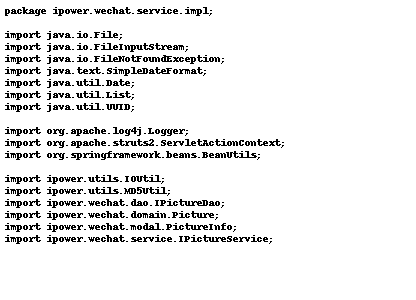 package ipower.wechat.service.impl;
import java.io.File;
import java.io.FileInputStream;
import java.io.FileNotFoundException;
import java.text.SimpleDateFormat;
import java.util.Date;
import java.util.List;
import java.util.UUID;
import org.apache.log4j.Logger;
import org.apache.struts2.ServletActionContext;
import org.springframework.beans.BeanUtils;
import ipower.utils.IOUtil;
import ipower.utils.MD5Util;
import ipower.wechat.dao.IPictureDao;
import ipower.wechat.domain.Picture;
import ipower.wechat.modal.PictureInfo;
import ipower.wechat.service.IPictureService;